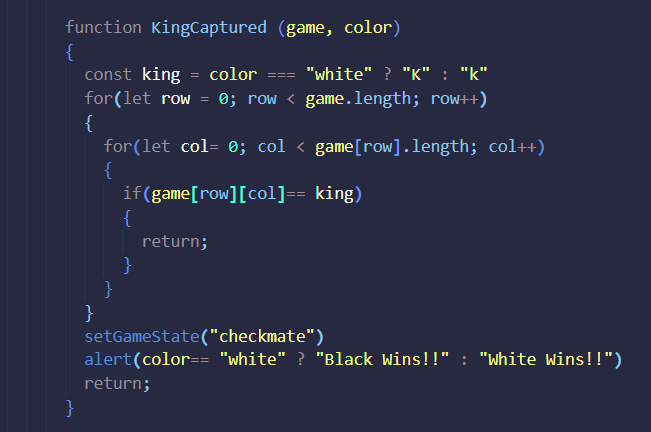 function KingCaptured (game, color)
{
const king = color === "white" ? "K" : "k"
for(let row = 0; row < game.length; row++)
{
for(let col= 0; col < game[row].length; col++)
{
if(game[row][col]== king)
{
return;
}
}
}
setGameState("checkmate")
alert(color== "white" ? "Black Wins!!" : "White Wins!!")
return;
}